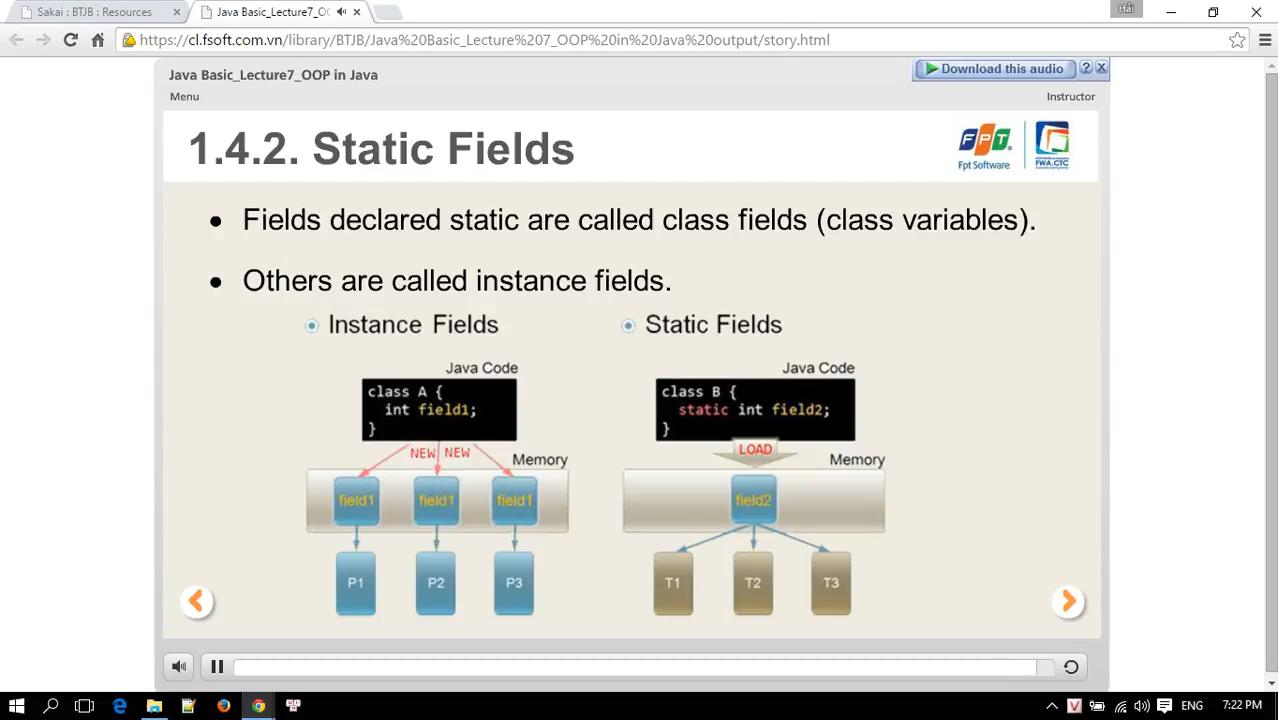 Sakai : BTJB : Resources
Java Basic_Lecture7_OO
Hải
https://cl.fsoft.com.vn/library/BTJB/Java%20Basic_Lecture%207_OOP%20in%20Java%20output/story.html
Java Basic_Lecture7_OOP in Java
Download this audio
?
Menu
Instructor
1.4.2. Static Fields
FPT
Fpt Software
FWA.CTC
Fields declared static are called class fields (class variables).
Others are called instance fields.
Instance Fields
Static Fields
Java Code
Java Code
class A {
int field1;
}
class B {
static int field2;
}
NEW NEW
LOAD
Memory
Memory
field1 field1 field1
field2
P1 P2 P3
T1 T2 T3
ENG
7:22 PM